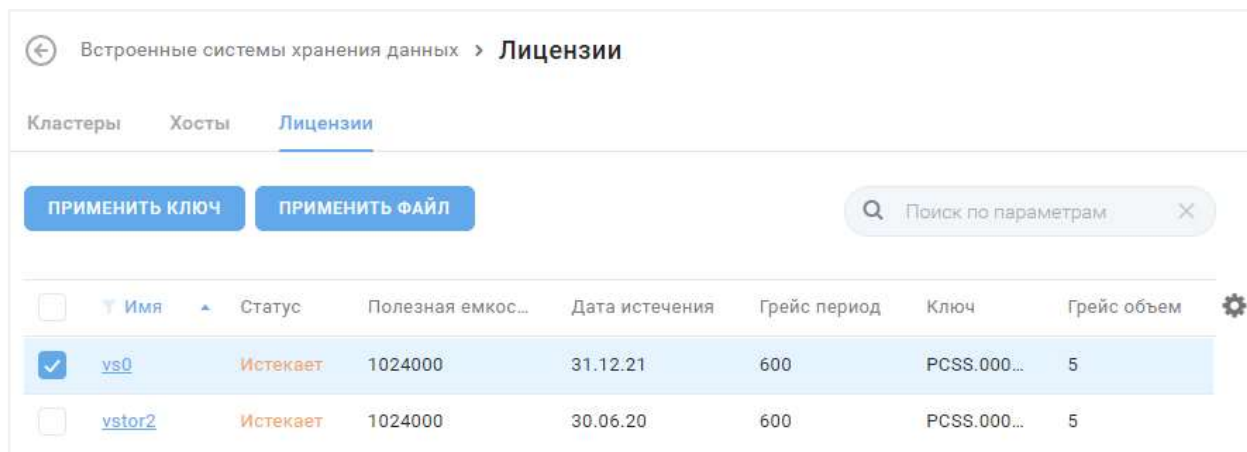 Встроенные системы хранения данных > Лицензии
Кластеры Хосты Лицензии
ПРИМЕНИТЬ КЛЮЧ ПРИМЕНИТЬ ФАЙЛ Поиск по параметрам
Имя Статус Полезная емкос... Дата истечения Грейс период Ключ Грейс объем
vs0 Истекает 1024000 31.12.21 600 PCSS.000... 5
vstor2 Истекает 1024000 30.06.20 600 PCSS.000... 5